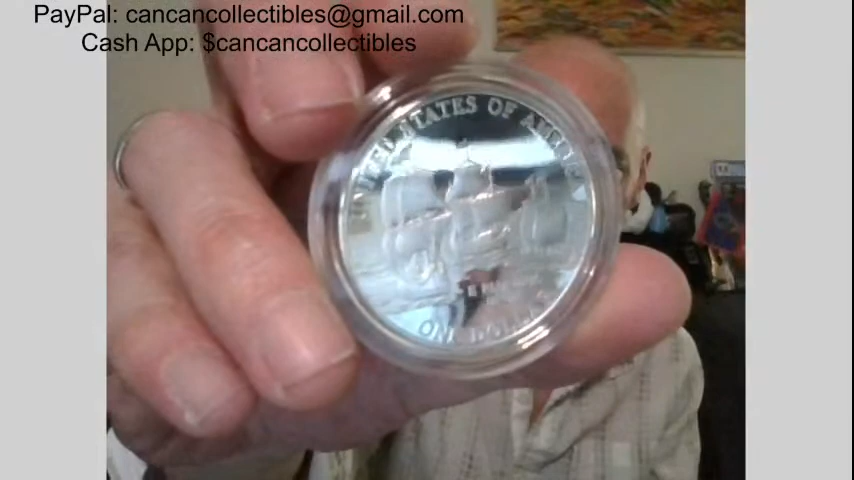 PayPal: cancancollectibles@gmail.com
Cash App: $cancancollectibles
UNITED STATES OF AMERICA
ONE DOLLAR